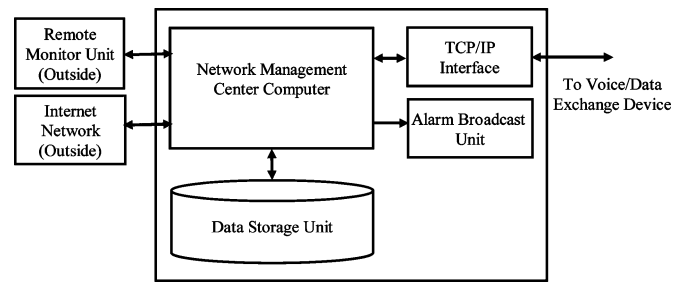 Remote
Monitor Unit
(Outside)
Internet
Network
(Outside)
Network Management
Center Computer
TCP/IP
Interface
Alarm Broadcast
Unit
Data Storage Unit
To Voice/Data
Exchange Device